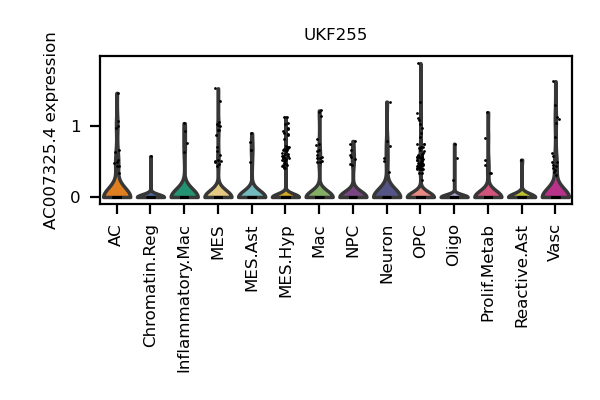 UKF255
AC007325.4 expression
1
0
AC
Chromatin.Reg
Inflammatory.Mac
MES
MES.Ast
MES.Hyp
Mac
NPC
Neuron
OPC
Oligo
Prolif.Metab
Reactive.Ast
Vasc